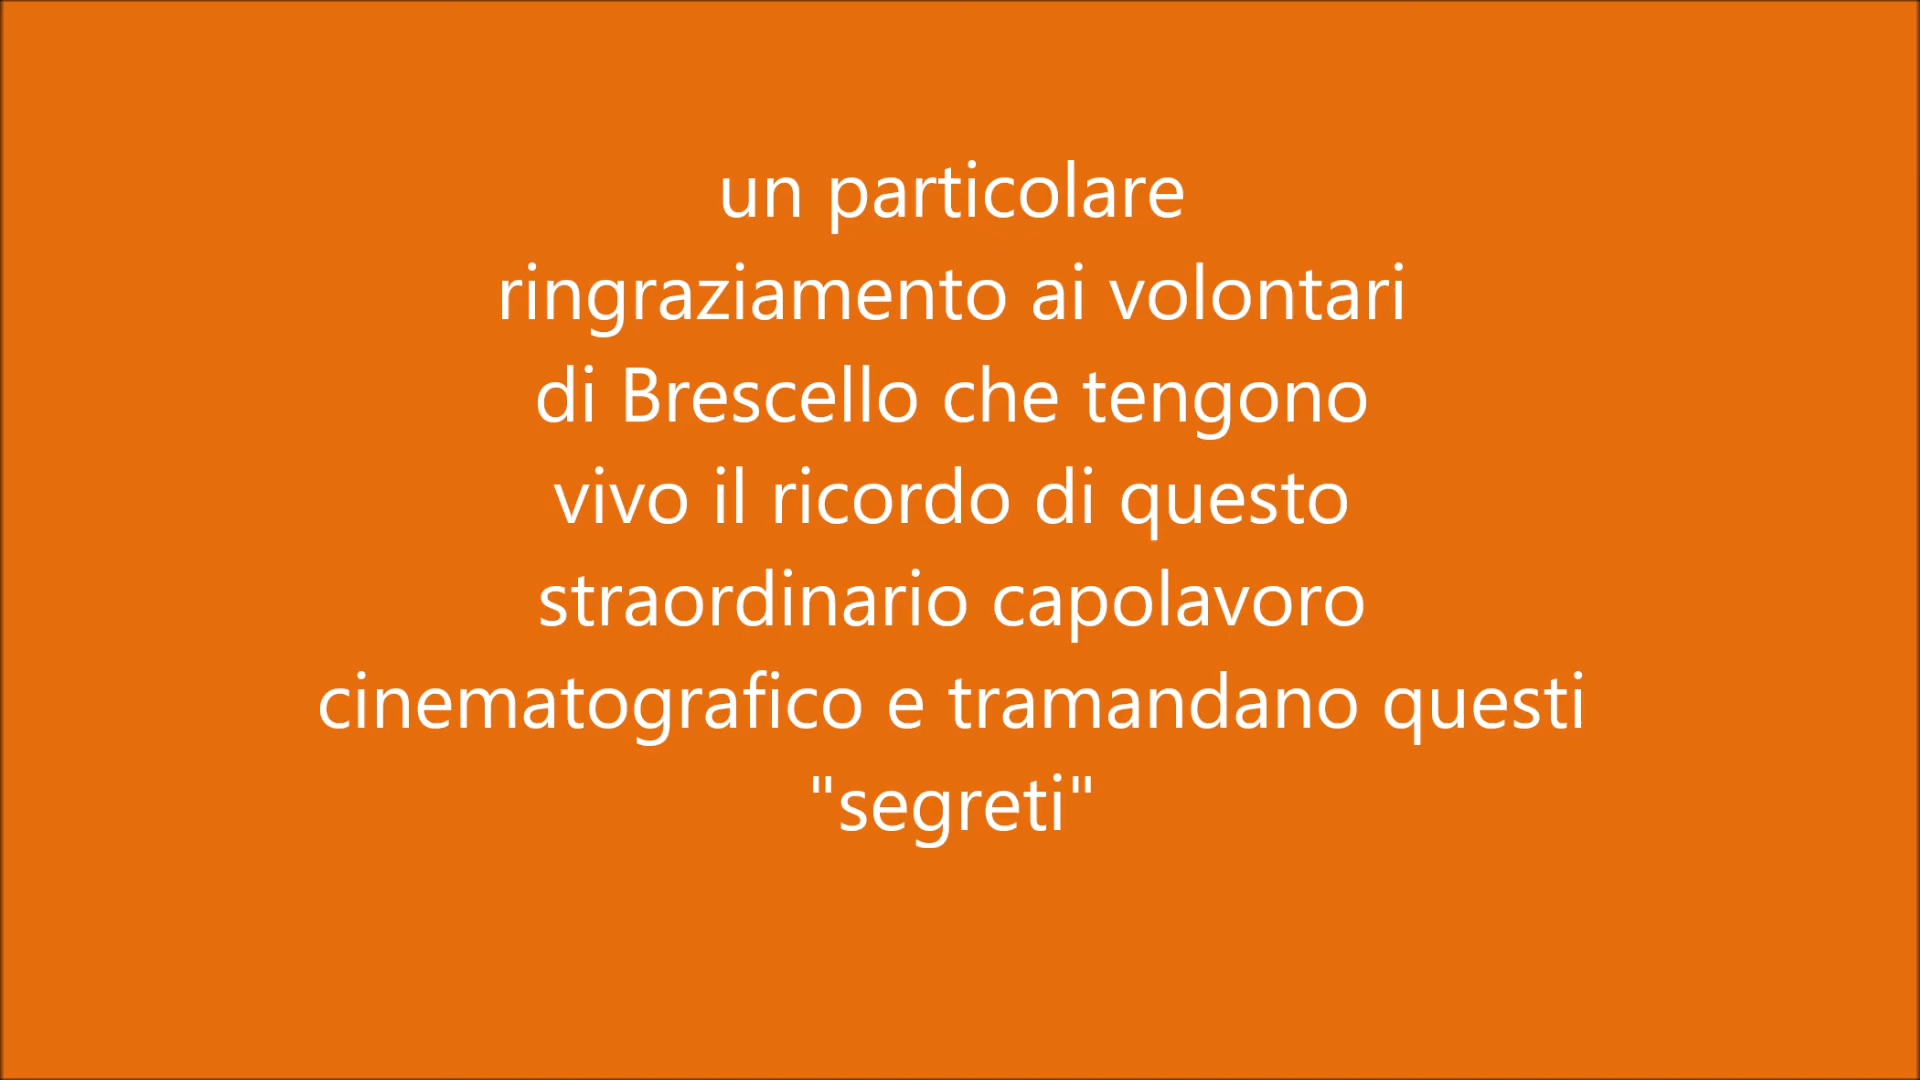 un particolare
ringraziamento ai volontari
di Brescello che tengono
vivo il ricordo di questo
straordinario capolavoro
cinematografico e tramandano questi
"segreti"